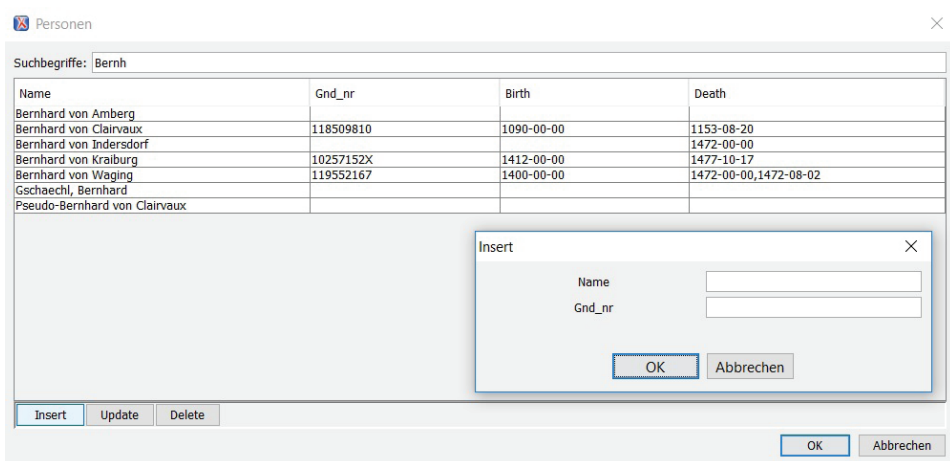 Personen
Suchbegriffe: Bernh
Name Gnd_nr Birth Death
Bernhard von Amberg
Bernhard von Clairvaux 118509810 1090-00-00 1153-08-20
Bernhard von Indersdorf 1472-00-00
Bernhard von Kraiburg 10257152X 1412-00-00 1477-10-17
Bernhard von Waging 119552167 1400-00-00 1472-00-00,1472-08-02
Gschaechl, Bernhard
Pseudo-Bernhard von Clairvaux
Insert
Name
Gnd_nr
OK Abbrechen
Insert Update Delete
OK Abbrechen